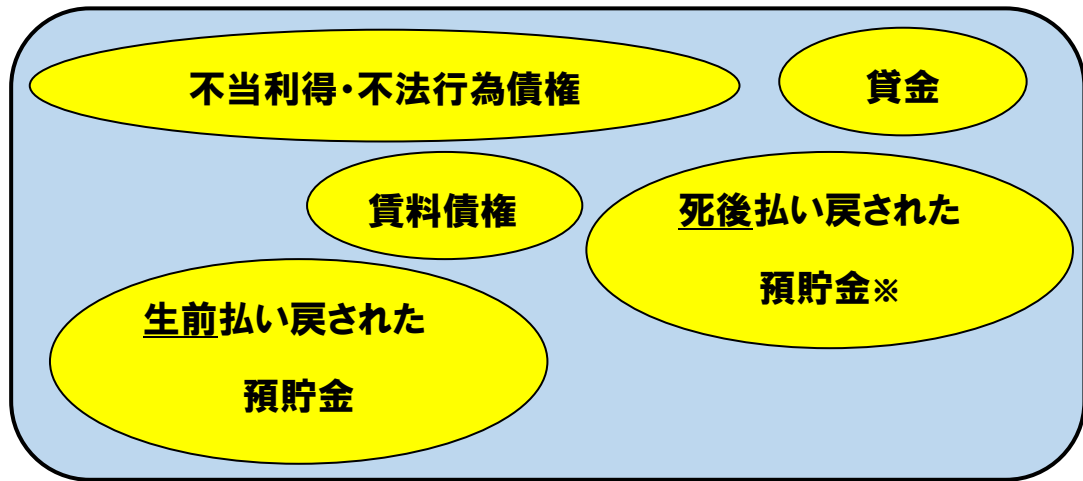 不当利得・不法行為債権
貸金
賃料債権
死後払い戻された
預貯金※
生前払い戻された
預貯金